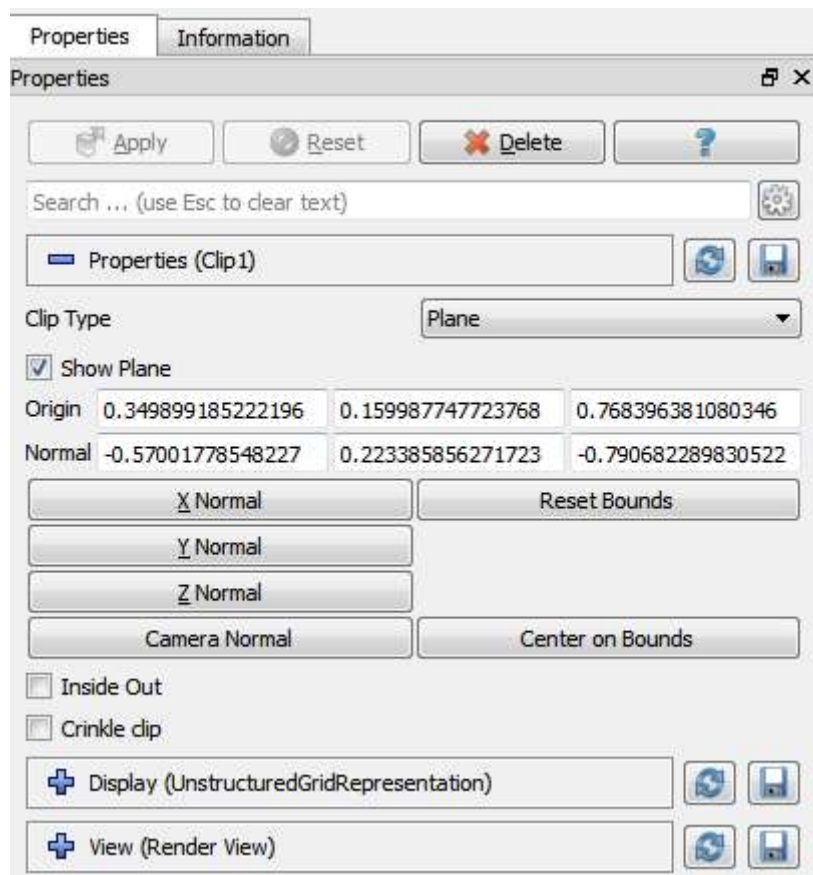 Properties Information
Properties
Apply Reset Delete ?
Search ... (use Esc to clear text)
Properties (Clip1)
Clip Type Plane
Show Plane
Origin 0.349899185222196 0.159987747723768 0.768396381080346
Normal -0.57001778548227 0.223385856271723 -0.790682289830522
X Normal Reset Bounds
Y Normal
Z Normal
Camera Normal Center on Bounds
Inside Out
Crinkle clip
Display (UnstructuredGridRepresentation)
View (Render View)